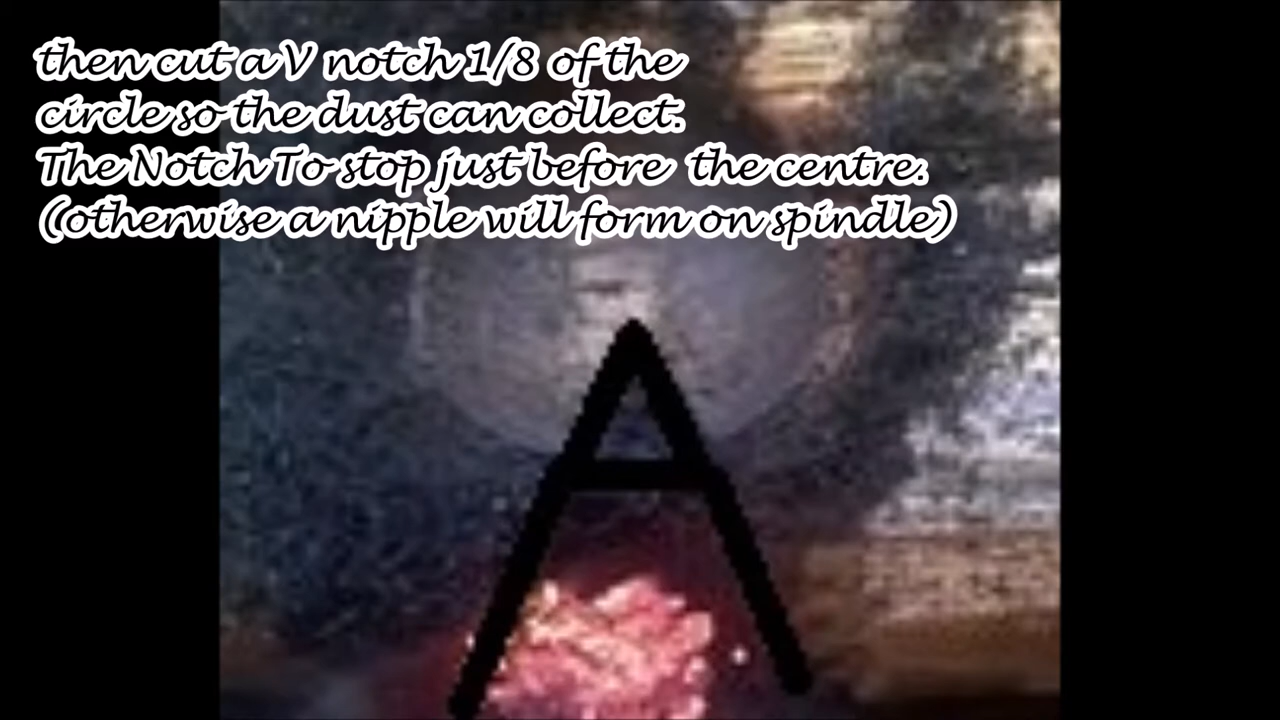 then cut a V notch 1/8 of the
circle so the dust can collect.
The Notch To stop just before the centre.
(otherwise a nipple will form on spindle)
A